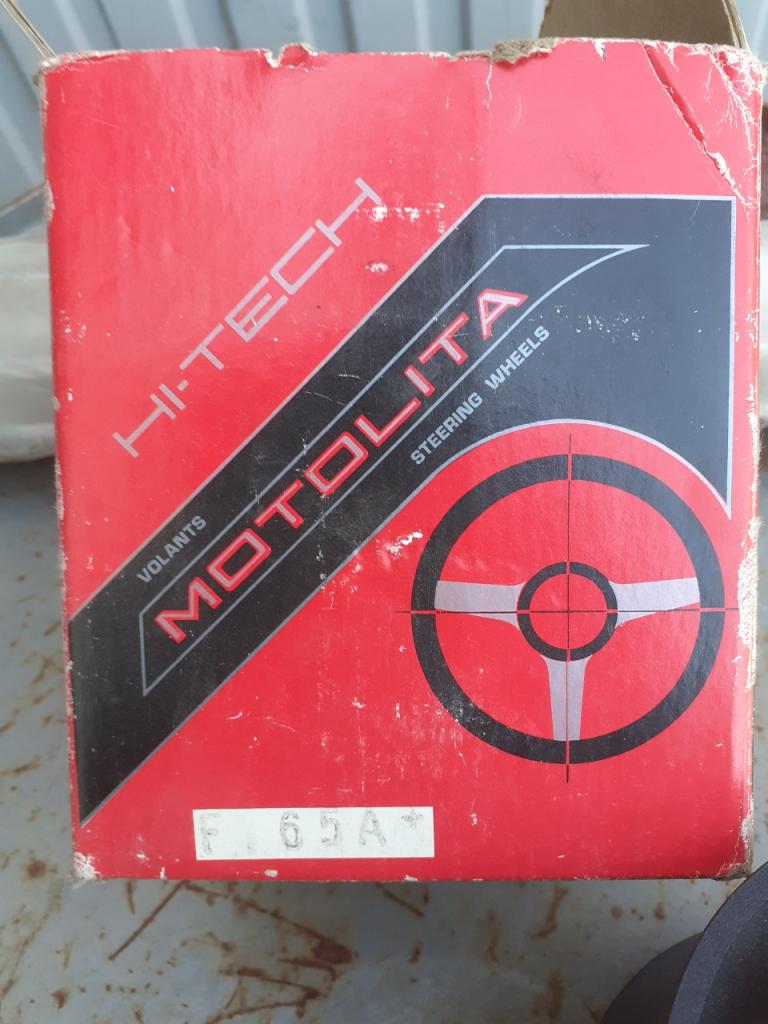 HI-TECH
VOLANTS
MOTOLITA
STEERING WHEELS
F.65A+